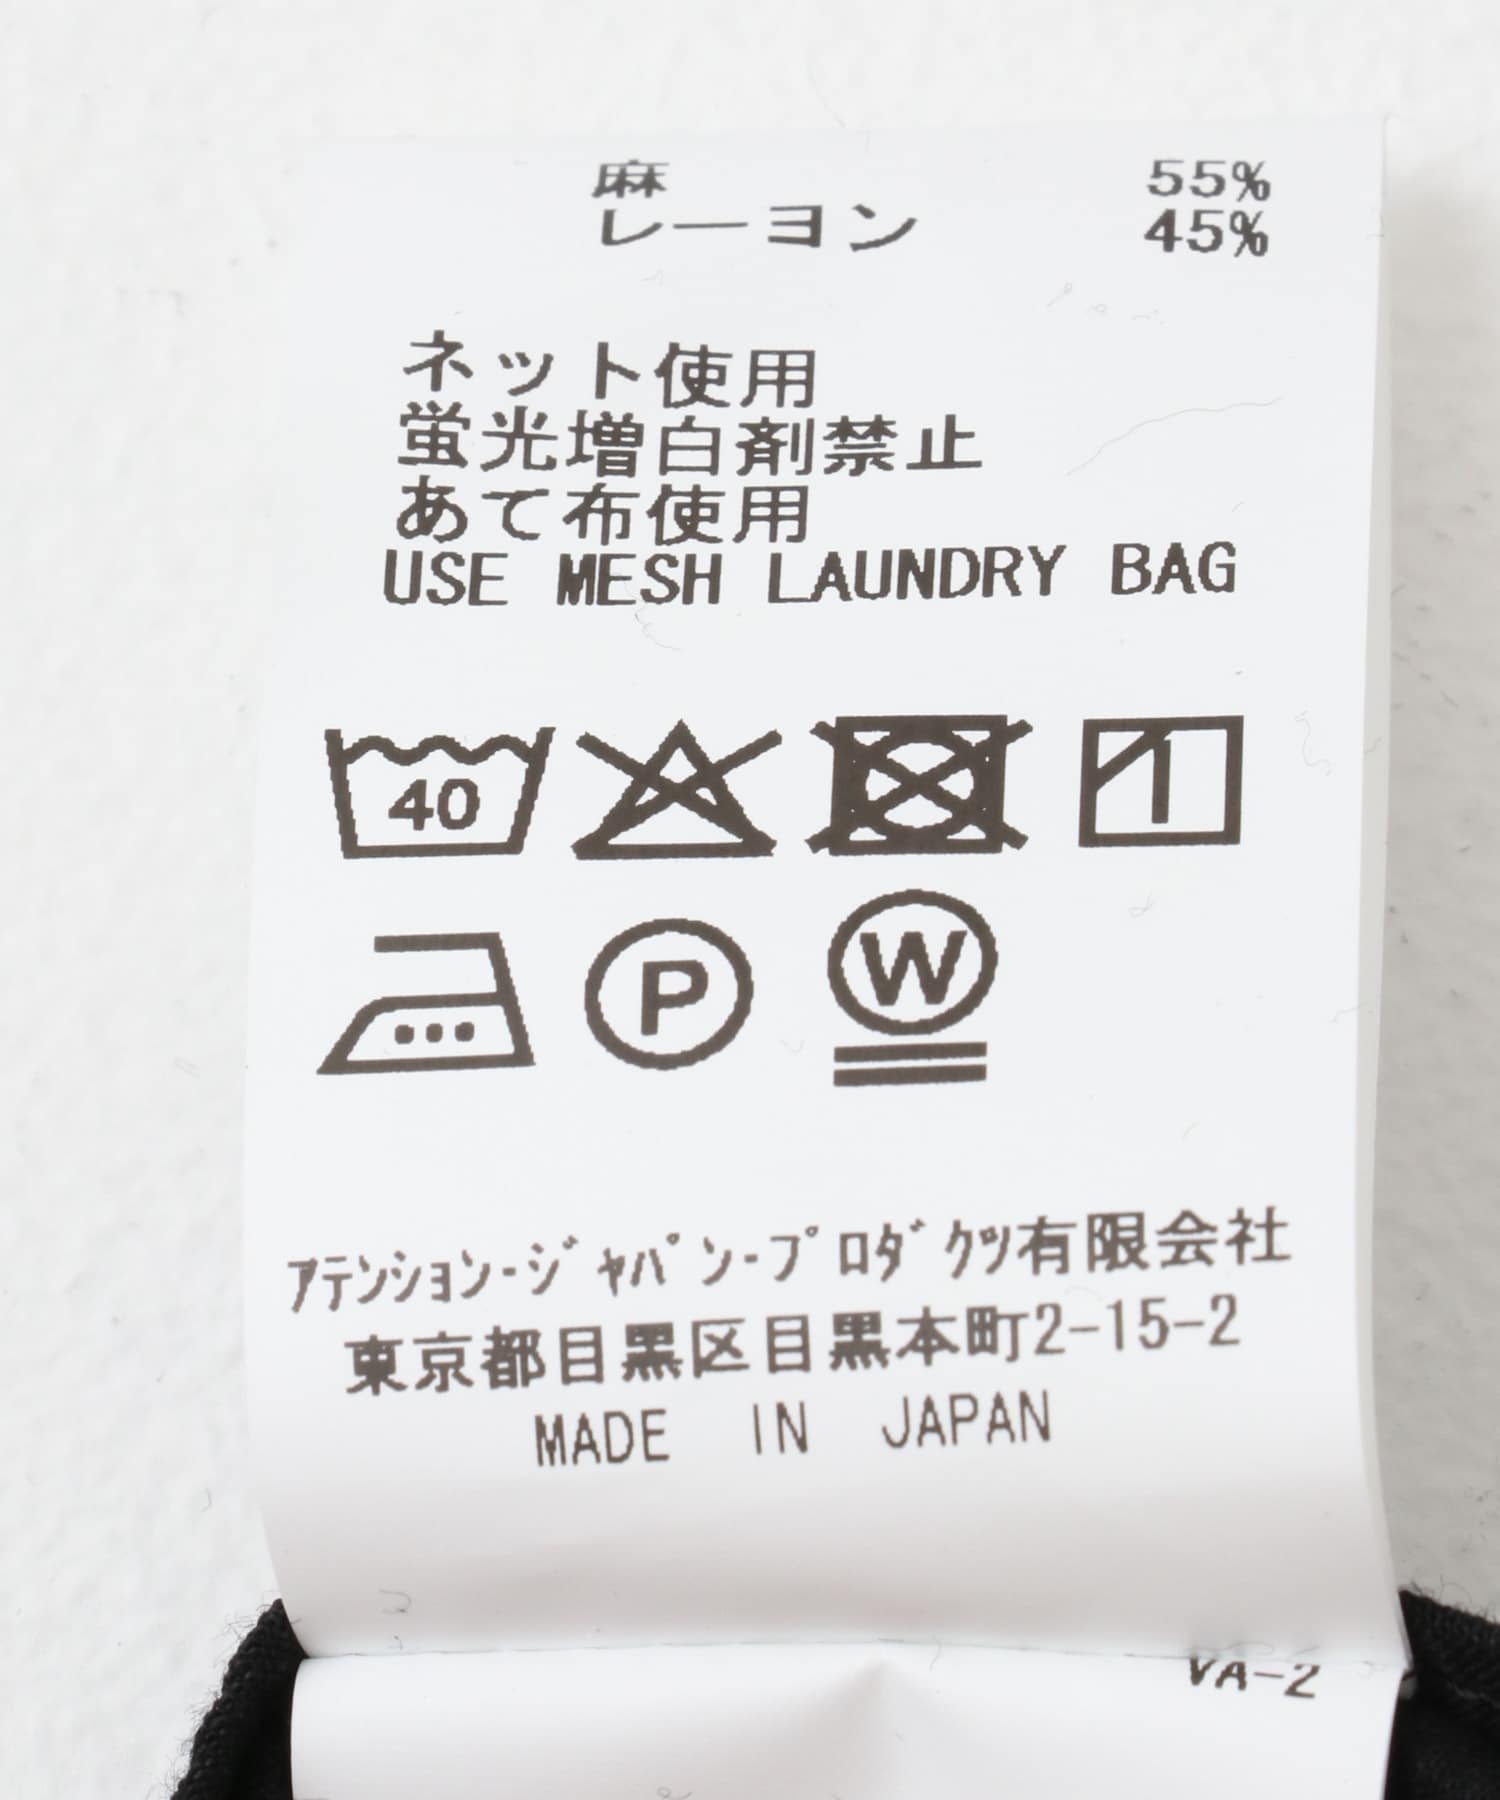 麻 55%
レーヨン 45%
ネット使用
蛍光増白剤禁止
あて布使用
USE MESH LAUNDRY BAG
40
P
W
ｱﾃﾝｼｮﾝ-ｼﾞｬﾊﾟﾝ-ﾌﾟﾛﾀﾞｸﾂ有限会社
東京都目黒区目黒本町2-15-2
MADE IN JAPAN
VA-2